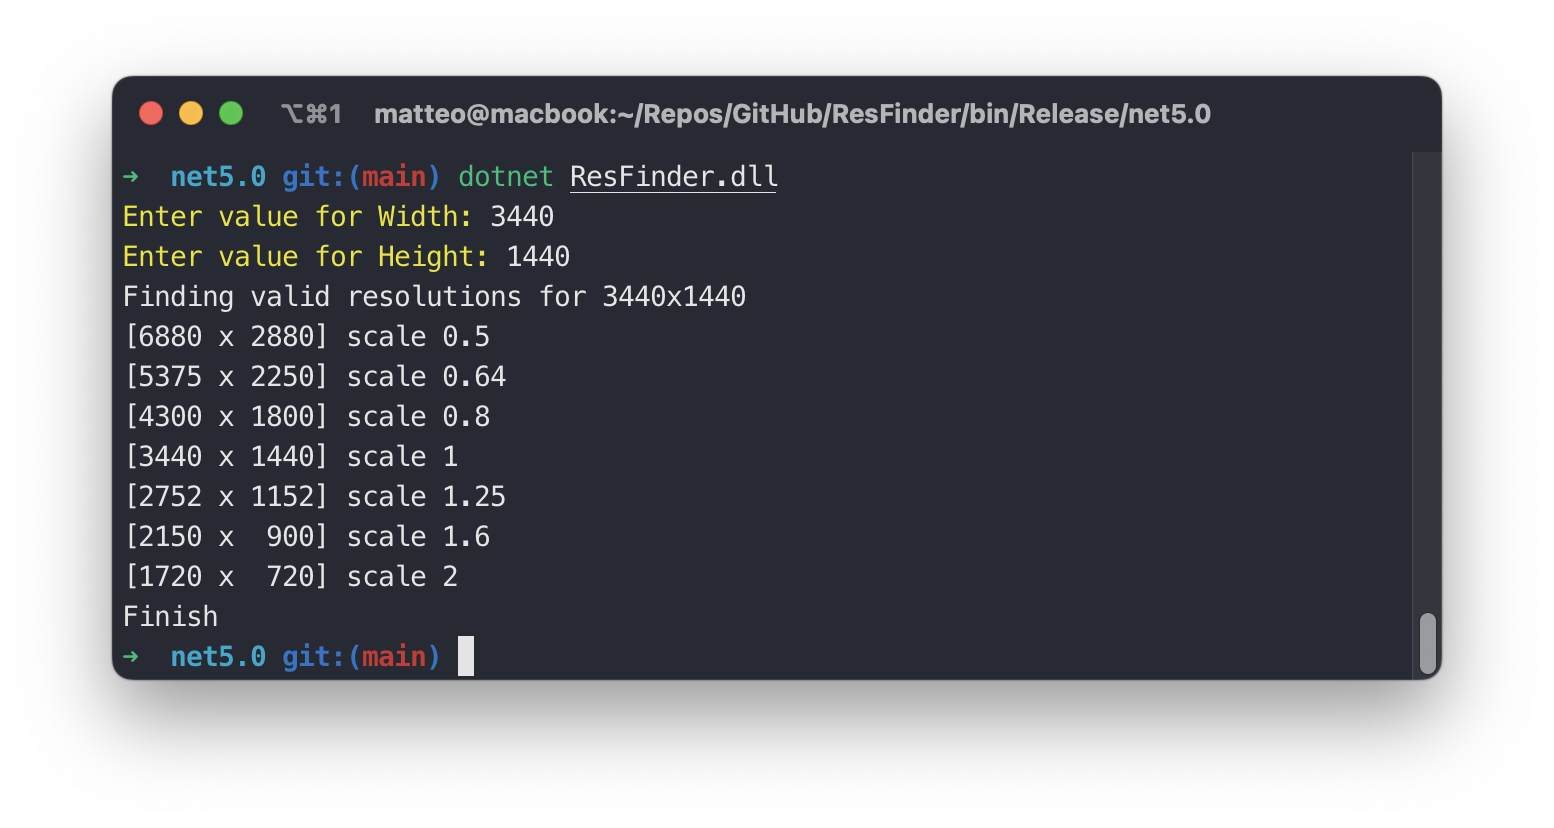 ⌥⌘1 matteo@macbook:~/Repos/GitHub/ResFinder/bin/Release/net5.0
➜  net5.0 git:(main) dotnet ResFinder.dll
Enter value for Width: 3440
Enter value for Height: 1440
Finding valid resolutions for 3440x1440
[6880 x 2880] scale 0.5
[5375 x 2250] scale 0.64
[4300 x 1800] scale 0.8
[3440 x 1440] scale 1
[2752 x 1152] scale 1.25
[2150 x  900] scale 1.6
[1720 x  720] scale 2
Finish
➜  net5.0 git:(main)